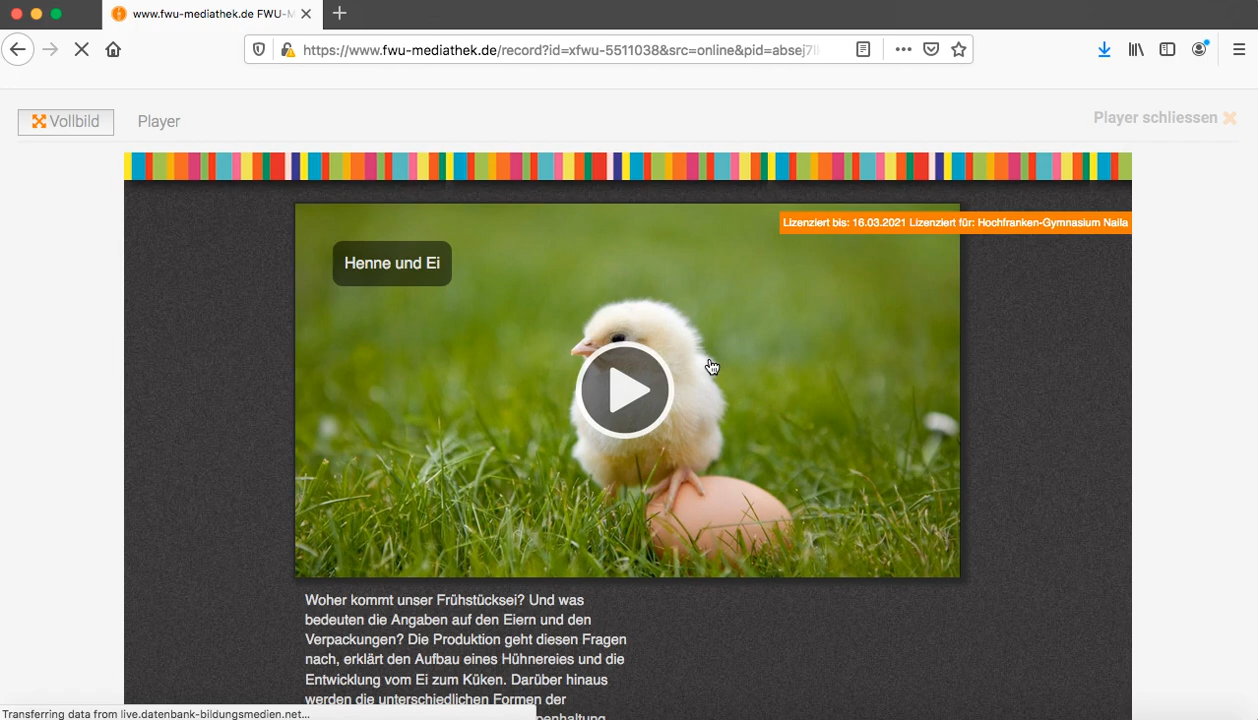 www.fwu-mediathek.de FWU-M
https://www.fwu-mediathek.de/record?id=xfwu-5511038&src=online&pid=absej7l
Vollbild
Player
Player schliessen
Lizenziert bis: 16.03.2021 Lizenziert für: Hochfranken-Gymnasium Naila
Henne und Ei
Woher kommt unser Frühstücksei? Und was
bedeuten die Angaben auf den Eiern und den
Verpackungen? Die Produktion geht diesen Fragen
nach, erklärt den Aufbau eines Hühnereies und die
Entwicklung vom Ei zum Küken. Darüber hinaus
werden die unterschiedlichen Formen der
Transferring data from live.datenbank-bildungsmedien.net...